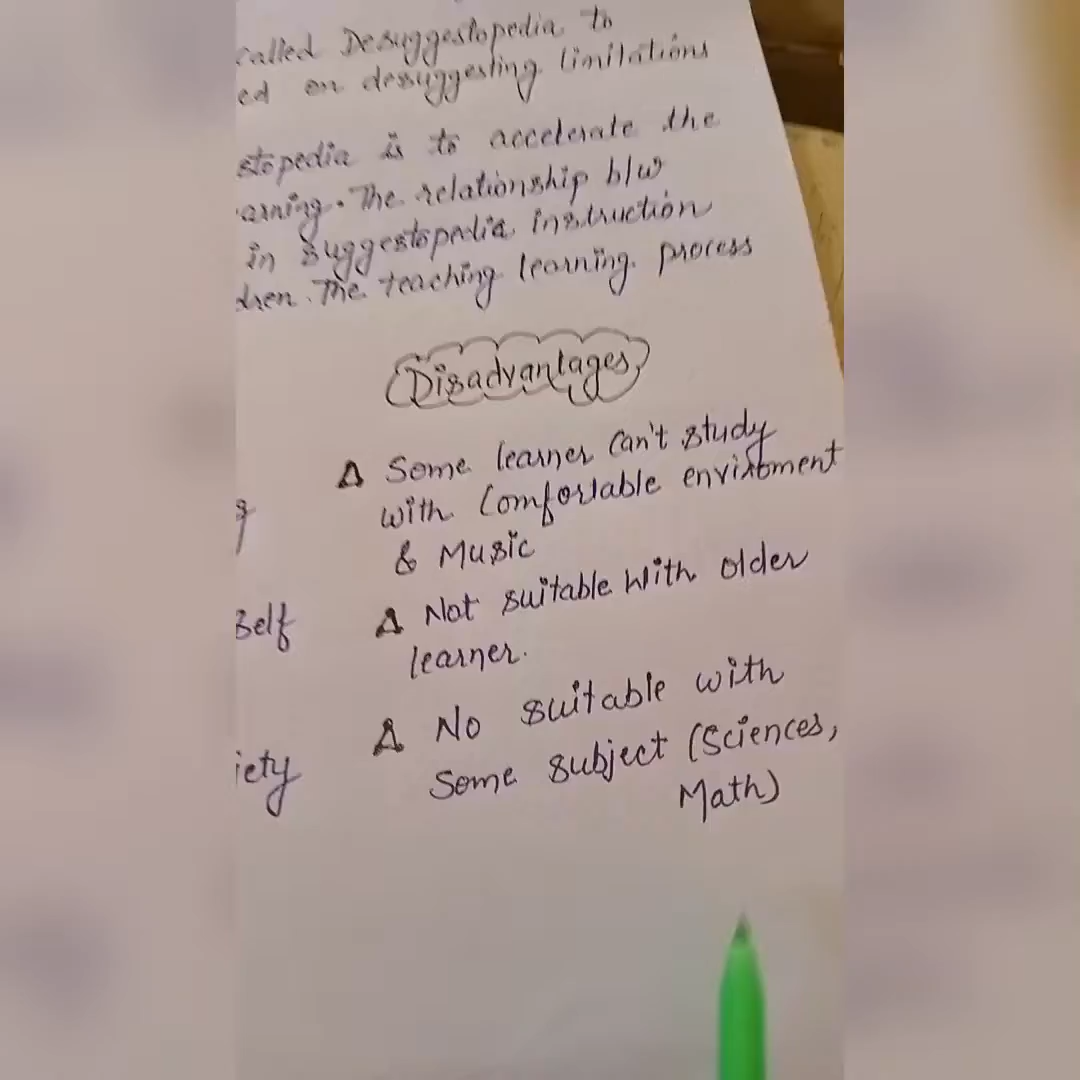 called Desuggestopedia to
ed on desuggesting limitations
stopedia is to accelerate the
arning. The relationship b/w
in suggestopedia instruction
dren. The teaching learning process
Disadvantages
Δ Some learner can't study
with comfortable envirtoment
& Music
Self
Δ Not suitable with older
learner.
Δ No suitable with
iety
Some subject (Sciences,
Math)